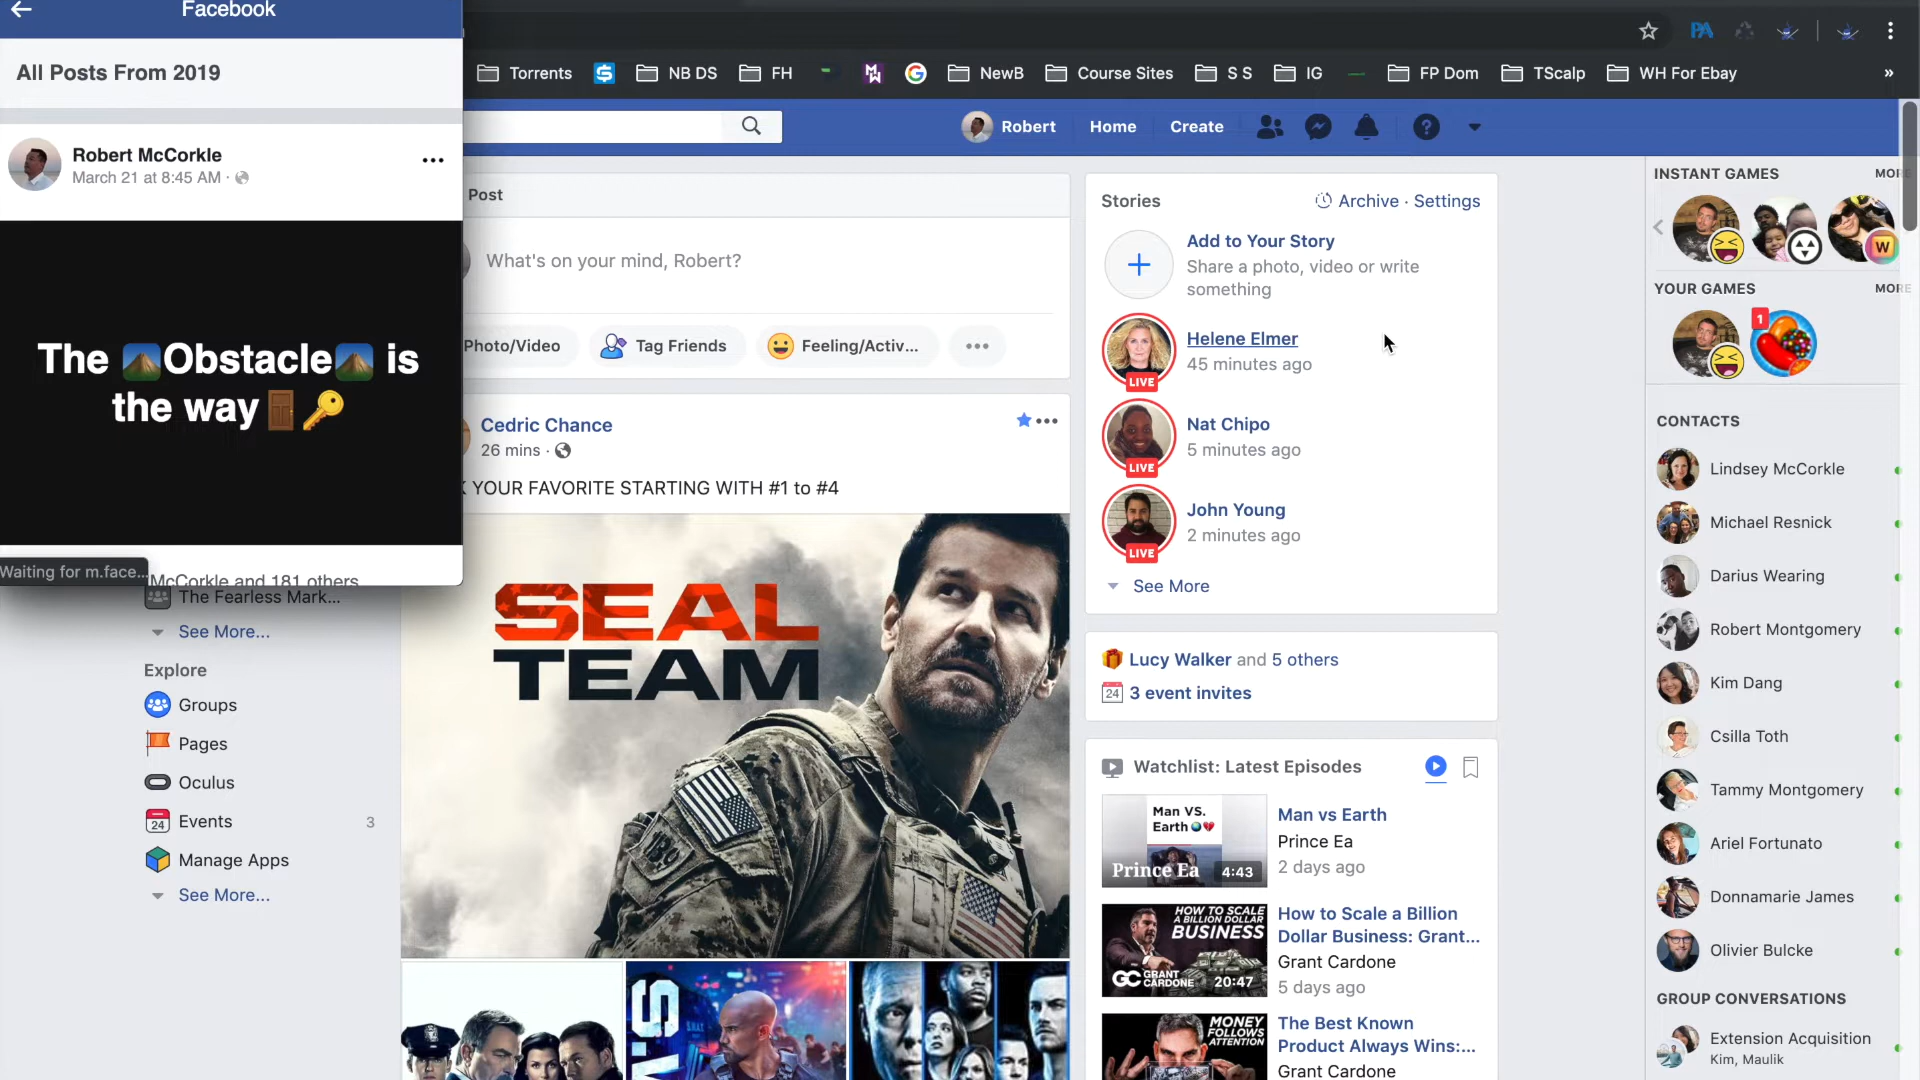 Facebook
All Posts From 2019
Robert McCorkle
March 21 at 8:45 AM ·
The Obstacle is
the way
Waiting for m.face...
McCorkle and 181 others
Torrents
NB DS
FH
NewB
Course Sites
S S
IG
FP Dom
TScalp
WH For Ebay
»
Robert
Home
Create
Post
What's on your mind, Robert?
Photo/Video
Tag Friends
Feeling/Activ...
Cedric Chance
26 mins ·
YOUR FAVORITE STARTING WITH #1 to #4
SEAL
TEAM
The Fearless Mark...
See More...
Explore
Groups
Pages
Oculus
24
Events
3
Manage Apps
See More...
Stories
Archive · Settings
Add to Your Story
Share a photo, video or write
something
Helene Elmer
45 minutes ago
LIVE
Nat Chipo
5 minutes ago
LIVE
John Young
2 minutes ago
LIVE
See More
Lucy Walker and 5 others
24
3 event invites
Watchlist: Latest Episodes
Man VS.
Earth
Prince Ea
4:43
Man vs Earth
Prince Ea
2 days ago
HOW TO SCALE
A BILLION DOLLAR
BUSINESS
GC GRANT
CARDONE
20:47
How to Scale a Billion
Dollar Business: Grant...
Grant Cardone
5 days ago
MONEY
FOLLOWS
ATTENTION
The Best Known
Product Always Wins:...
Grant Cardone
INSTANT GAMES
MORE
W
YOUR GAMES
MORE
1
CONTACTS
Lindsey McCorkle
Michael Resnick
Darius Wearing
Robert Montgomery
Kim Dang
Csilla Toth
Tammy Montgomery
Ariel Fortunato
Donnamarie James
Olivier Bulcke
GROUP CONVERSATIONS
Extension Acquisition
Kim, Maulik